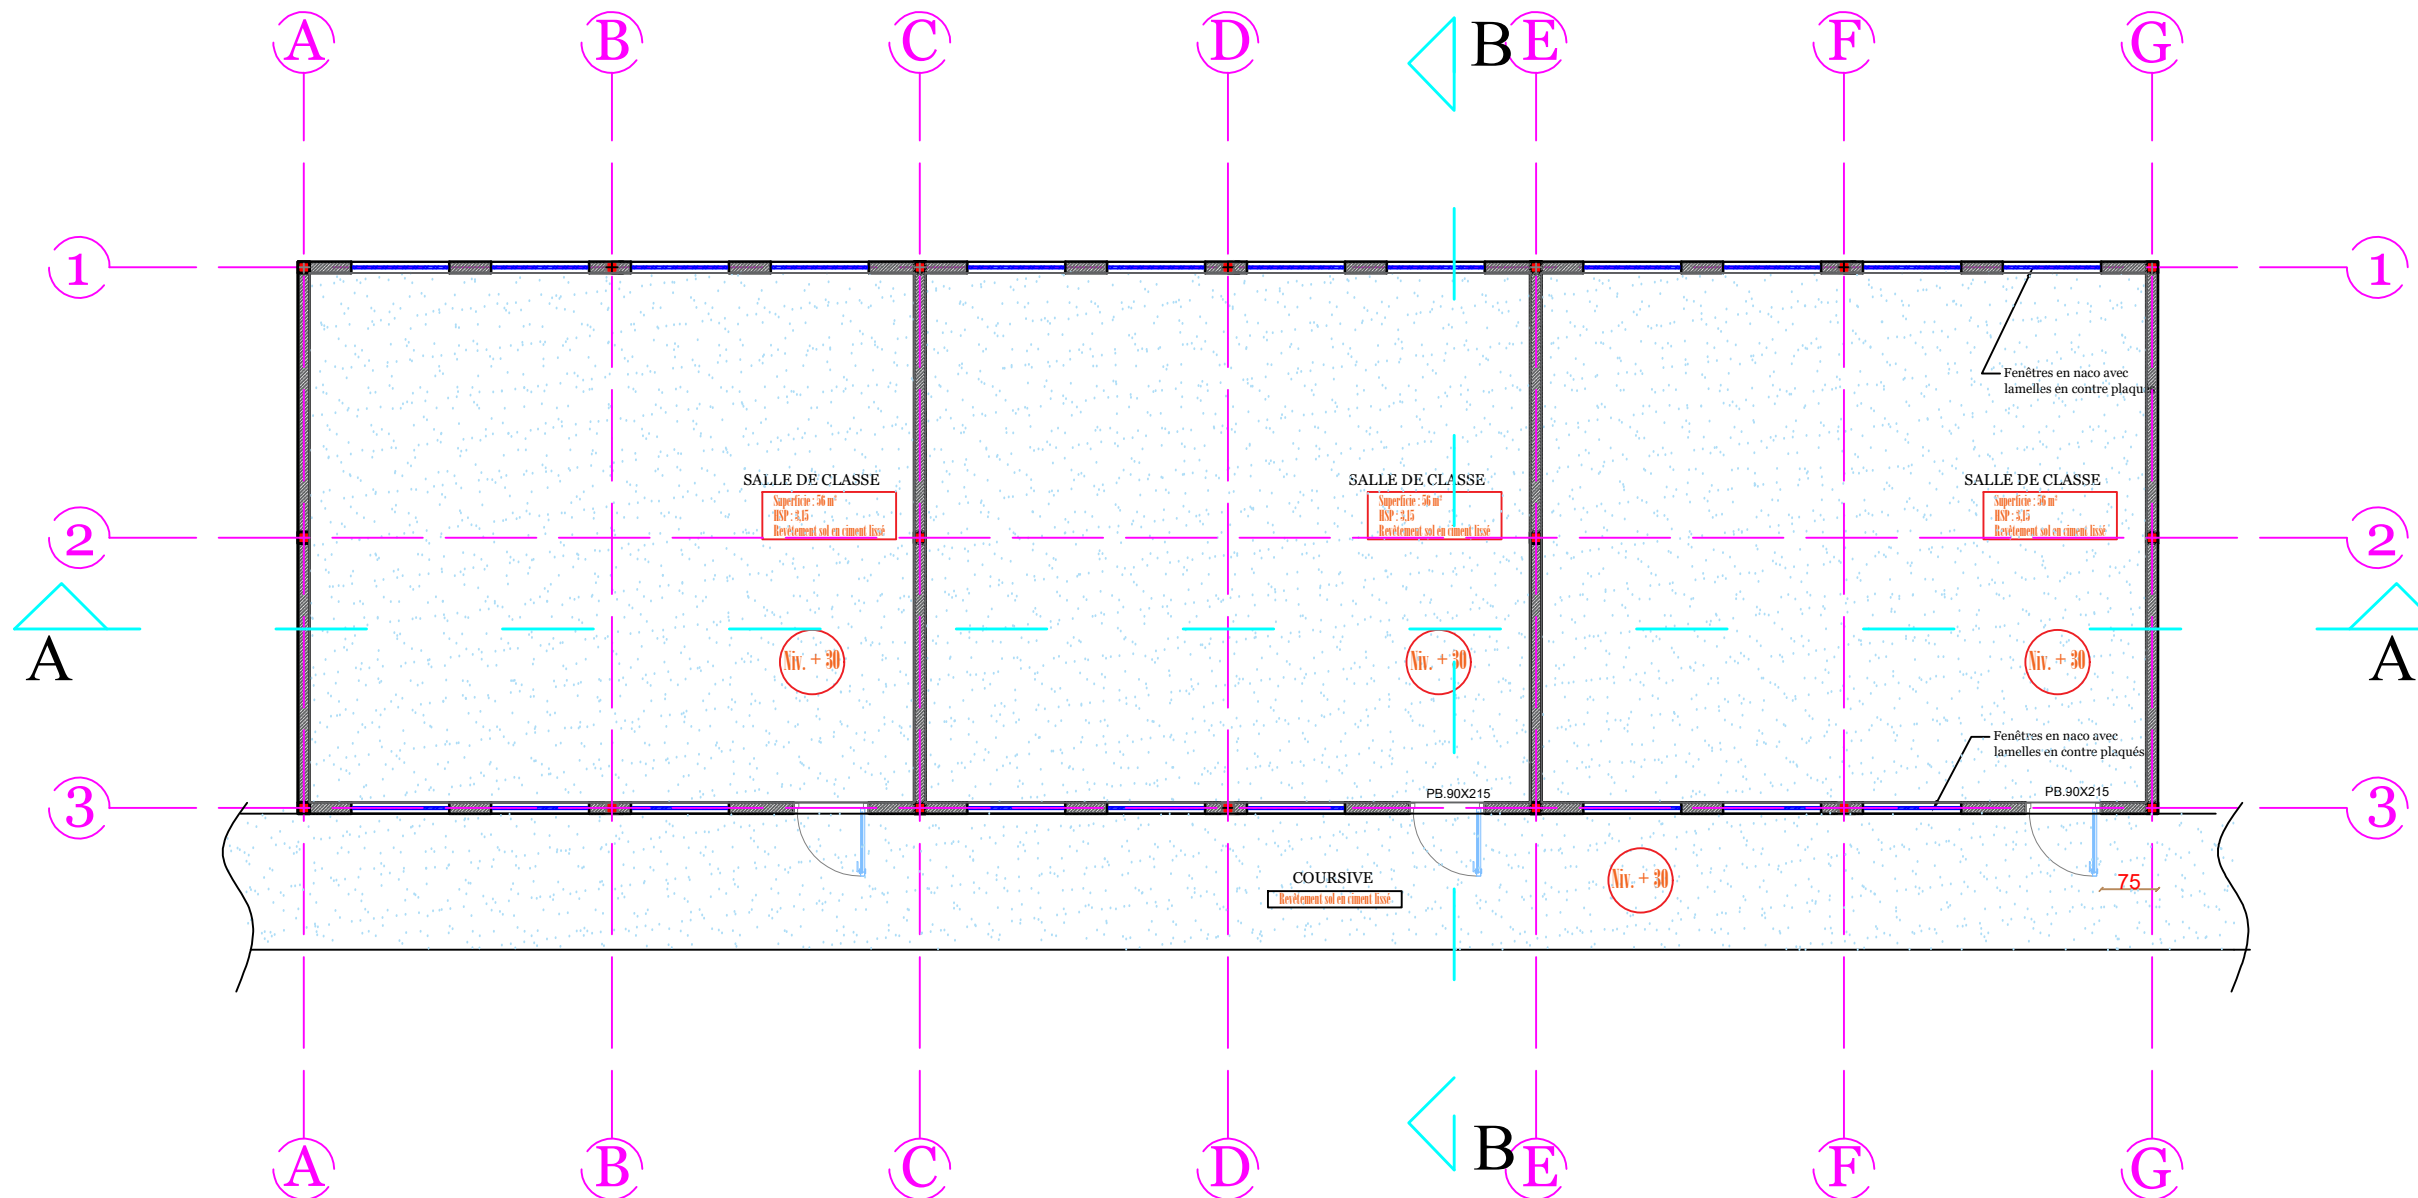 A B C D B E F G
1 1
Fenêtres en naco avec
lamelles en contre plaqués
SALLE DE CLASSE SALLE DE CLASSE SALLE DE CLASSE
Superficie : 56 m² Superficie : 56 m² Superficie : 56 m²
HSP : 3,15 HSP : 3,15 HSP : 3,15
Revêtement sol en ciment lissé Revêtement sol en ciment lissé Revêtement sol en ciment lissé
2 2
A A
Niv. + 30 Niv. + 30 Niv. + 30
Fenêtres en naco avec
lamelles en contre plaqués
PB.90X215 PB.90X215
3 3
COURSIVE
Revêtement sol en ciment lissé
Niv. + 30
75
A B C D B E F G